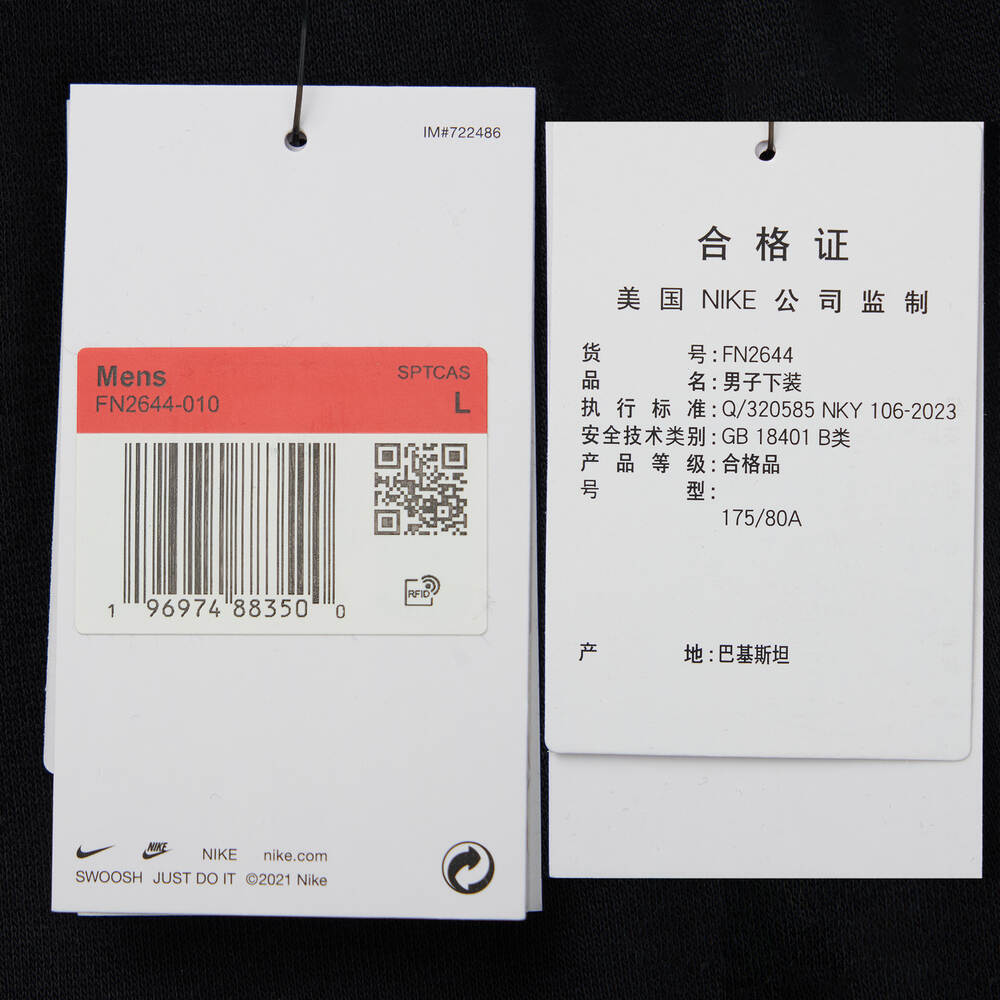 IM#722486
Mens
SPTCAS
FN2644-010
L
RFID
1 96974 88350 0
NIKE
NIKE nike.com
SWOOSH JUST DO IT ©2021 Nike
合格证
美国 NIKE 公司监制
货号:FN2644
品名:男子下装
执行标准:Q/320585 NKY 106-2023
安全技术类别:GB 18401 B类
产品等级:合格品
号型:
175/80A
产地:巴基斯坦